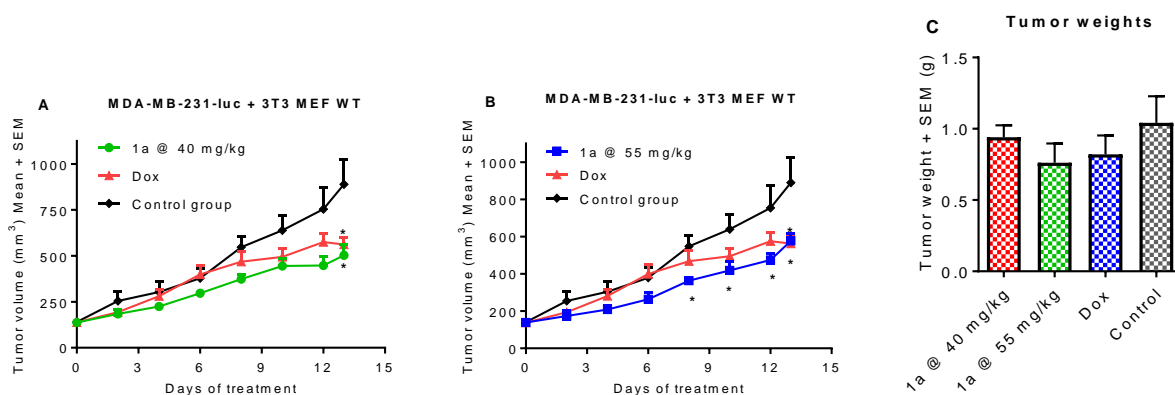 A
MDA-MB-231-luc + 3T3 MEF WT
Tumor volume (mm³) Mean + SEM
1000
750
500
250
0
1a @ 40 mg/kg
Dox
Control group
*
*
0 3 6 9 12 15
Days of treatment
B
MDA-MB-231-luc + 3T3 MEF WT
Tumor volume (mm³) Mean + SEM
1000
800
600
400
200
0
1a @ 55 mg/kg
Dox
Control group
*
*
*
*
*
0 3 6 9 12 15
Days of treatment
C
Tumor weights
Tumor weight + SEM (g)
1.5
1.0
0.5
0.0
1a @ 40 mg/kg
1a @ 55 mg/kg
Dox
Control